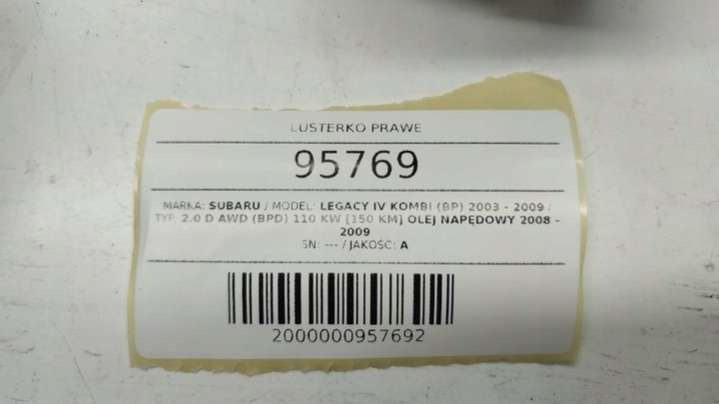 LUSTERKO PRAWE
95769
MARKA: SUBARU / MODEL: LEGACY IV KOMBI (BP) 2003 - 2009 /
TYP: 2.0 D AWD (BPD) 110 KW [150 KM] OLEJ NAPĘDOWY 2008 -
2009
SN: --- / JAKOŚĆ: A
2000000957692